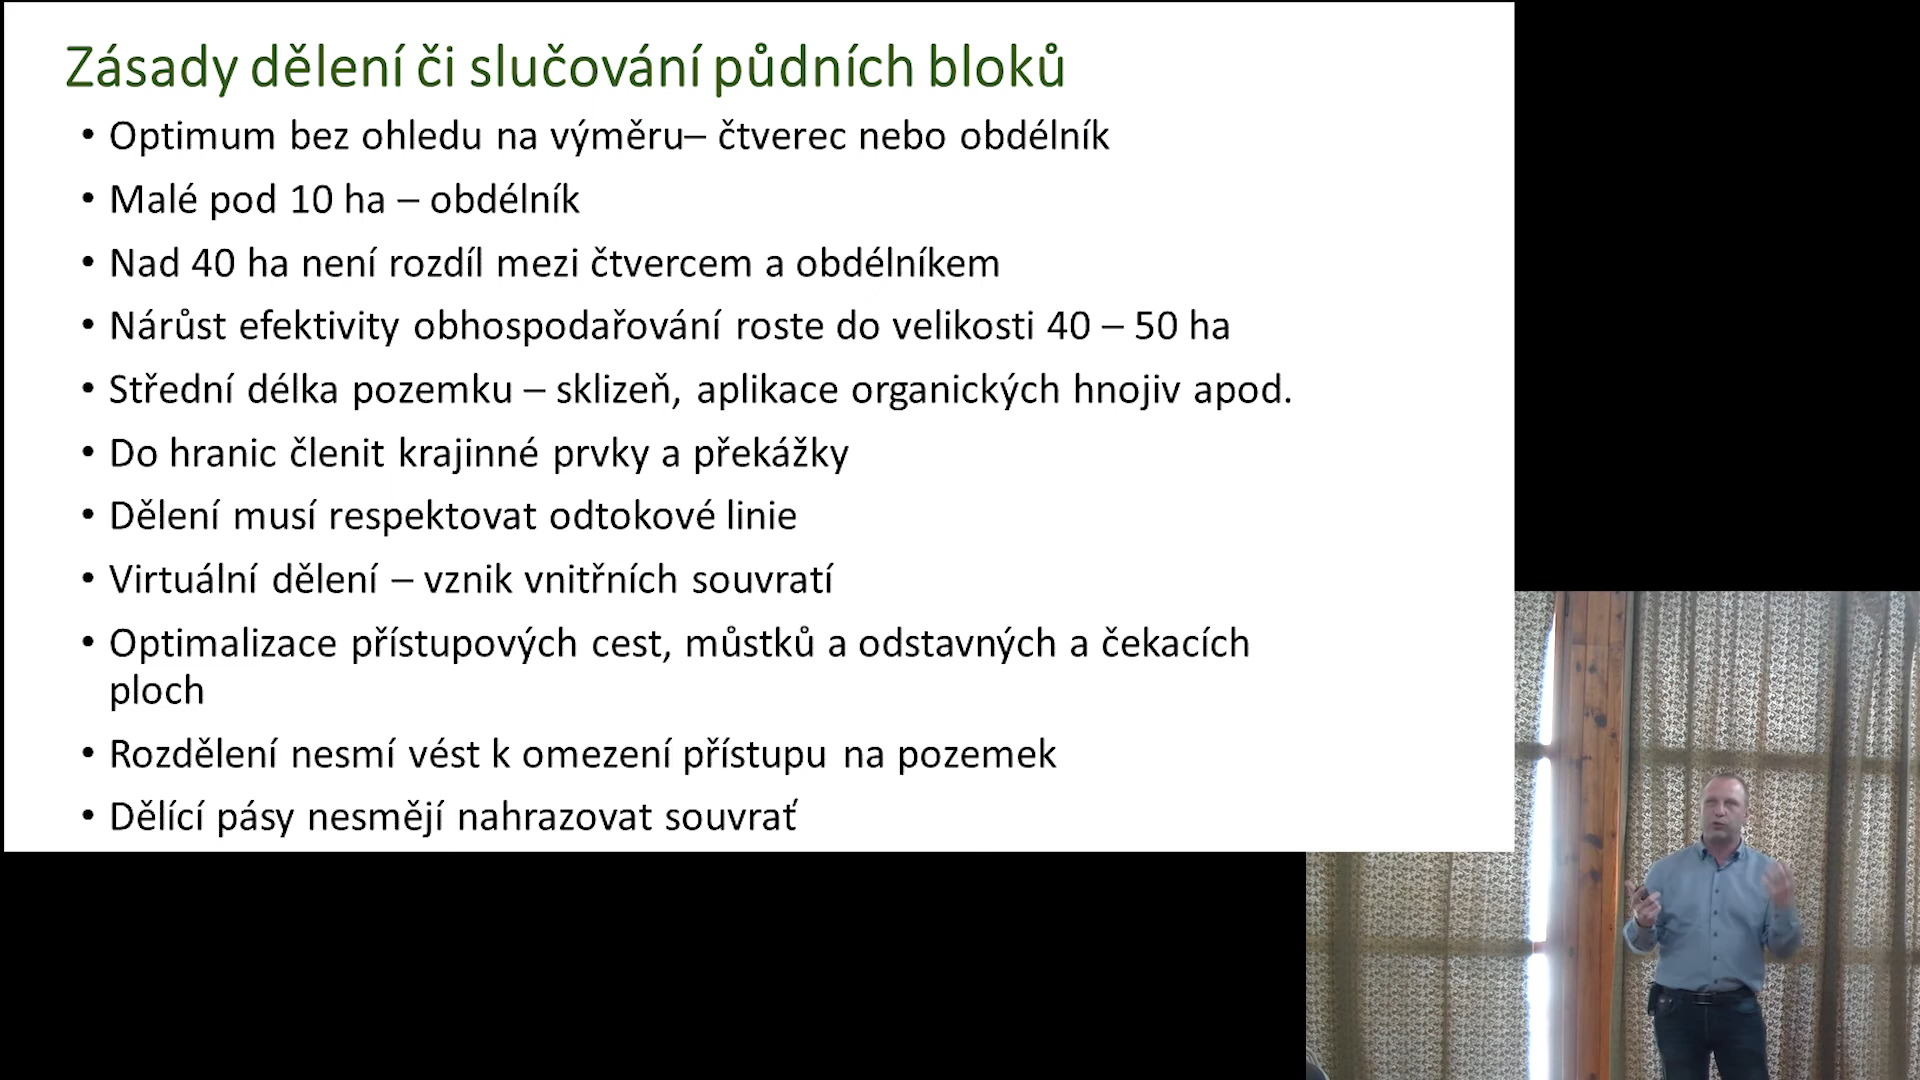 Zásady dělení či slučování půdních bloků
• Optimum bez ohledu na výměru– čtverec nebo obdélník
• Malé pod 10 ha – obdélník
• Nad 40 ha není rozdíl mezi čtvercem a obdélníkem
• Nárůst efektivity obhospodařování roste do velikosti 40 – 50 ha
• Střední délka pozemku – sklizeň, aplikace organických hnojiv apod.
• Do hranic členit krajinné prvky a překážky
• Dělení musí respektovat odtokové linie
• Virtuální dělení – vznik vnitřních souvratí
• Optimalizace přístupových cest, můstků a odstavných a čekacích
ploch
• Rozdělení nesmí vést k omezení přístupu na pozemek
• Dělící pásy nesmějí nahrazovat souvrať